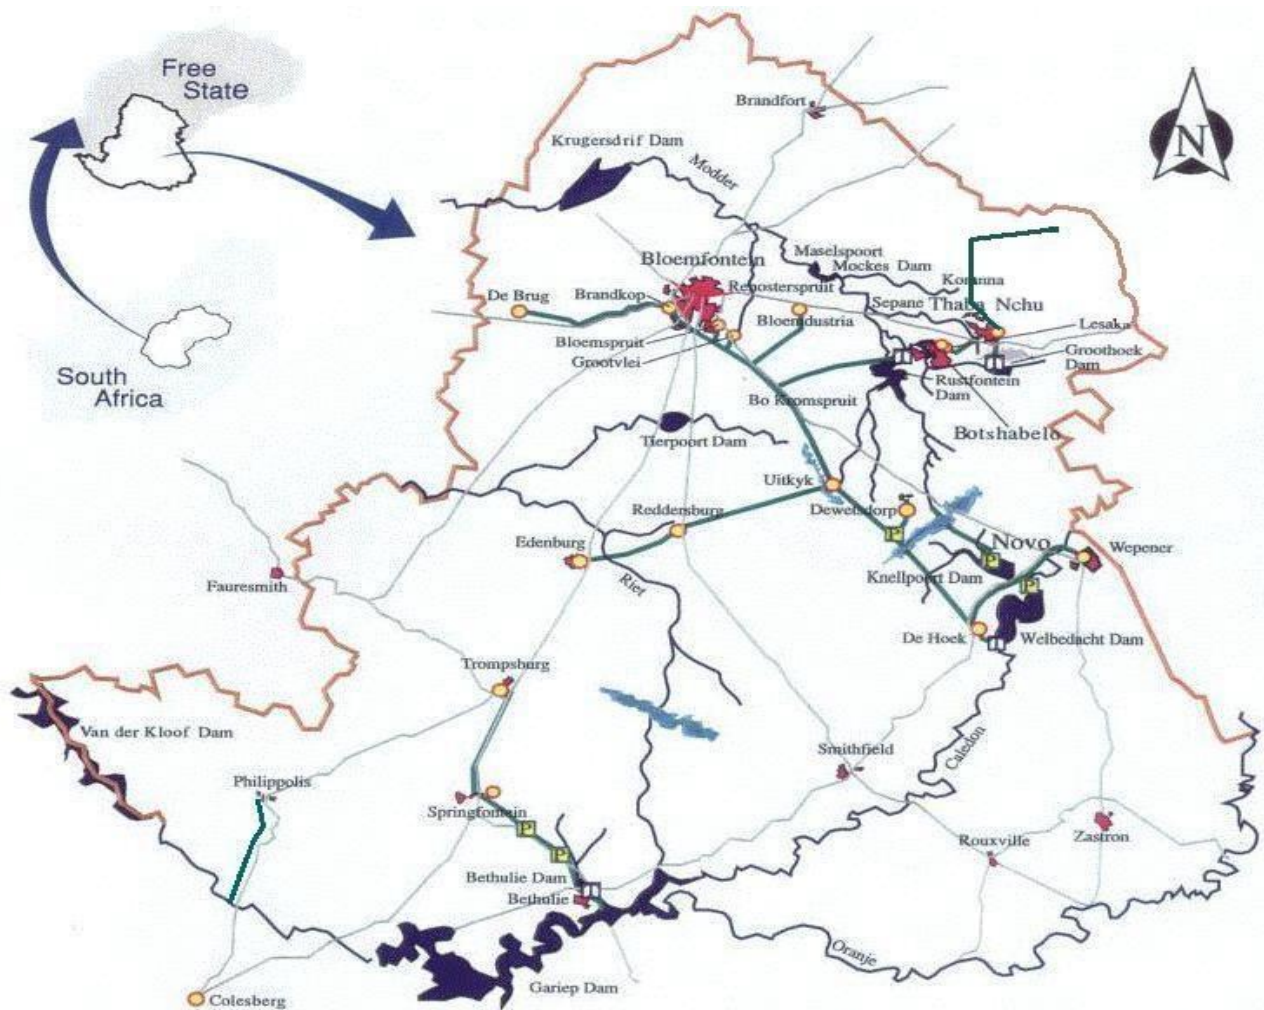 Free
State
Brandfort
N
Krugersdrif Dam
Modder
Maselspoort
Mockes Dam
Bloemfontein
Renosterspruit
Koranna
De Brug
Brandkop
Sepane
Thaba Nchu
Bloemdustria
Lesaka
Bloemspruit
Grootvlei
Groothoek
Dam
South
Africa
Rustfontein
Dam
Bo Kromspruit
Botshabelo
Tierpoort Dam
Uitkyk
Reddersburg
Dewetsdorp
P
Edenburg
Novo
Wepener
P
Fauresmith
Riet
Knellpoort Dam
P
De Hoek
Welbedacht Dam
Trompsburg
Van der Kloof Dam
Caledon
Smithfield
Philippolis
Springfontein
P
Rouxville
Zastron
P
Bethulie Dam
Bethulie
Oranje
Gariep Dam
Colesberg